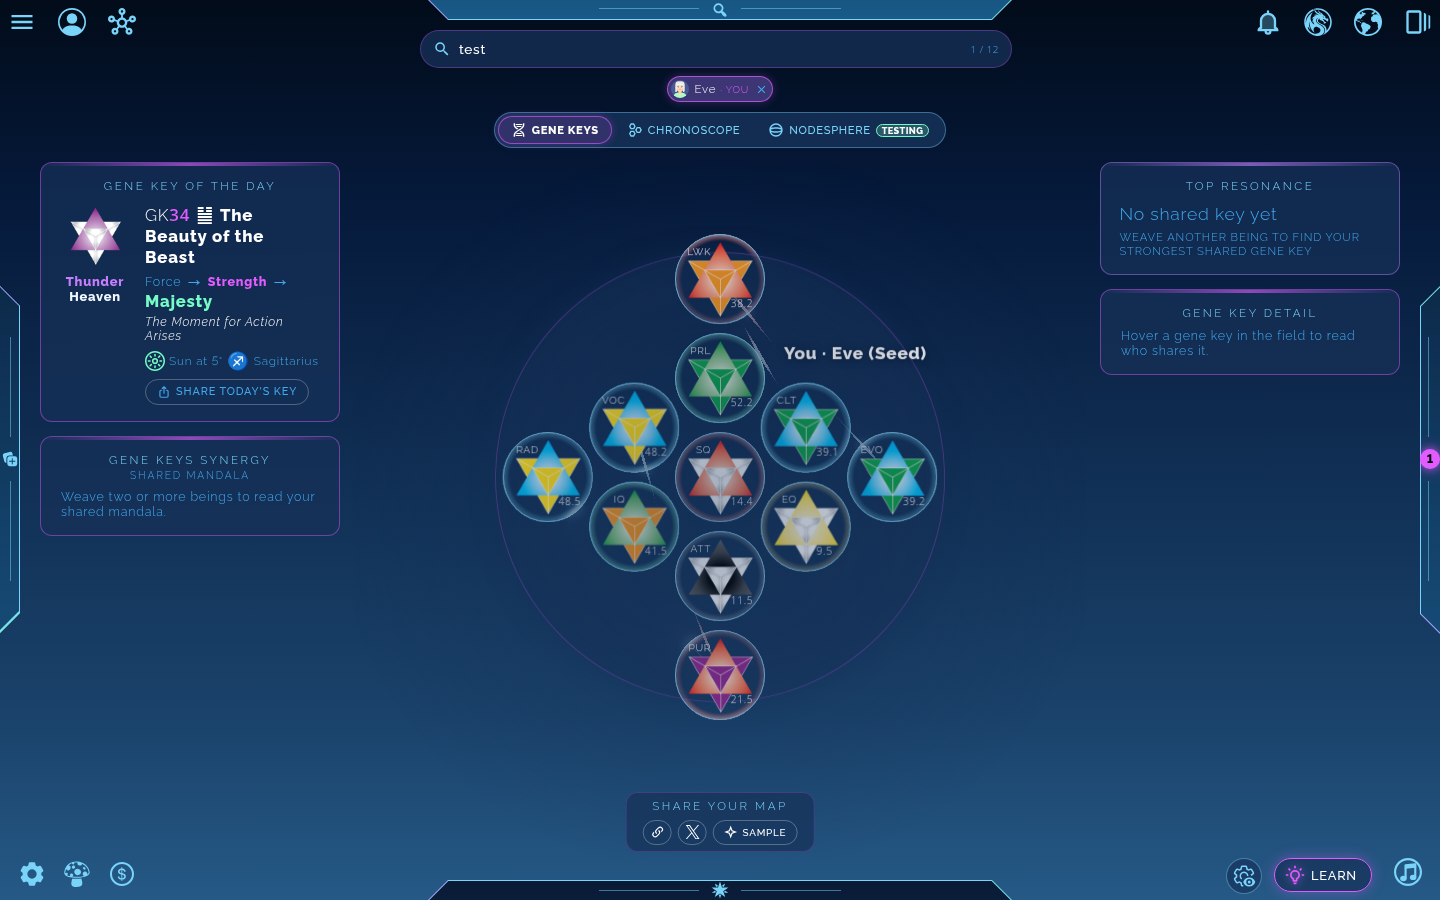 test
1 / 12
Eve · YOU ×
GENE KEYS
CHRONOSCOPE
NODESPHERE TESTING
GENE KEY OF THE DAY
GK34 ䷡ The
Beauty of the
Beast
Thunder
Heaven
Force → Strength →
Majesty
The Moment for Action
Arises
Sun at 5° ♐ Sagittarius
SHARE TODAY'S KEY
GENE KEYS SYNERGY
SHARED MANDALA
Weave two or more beings to read your
shared mandala.
LWK
38.2
PRL
52.2
You · Eve (Seed)
VOC
48.2
CLT
39.1
RAD
48.5
SQ
14.4
EVO
39.2
IQ
41.5
EQ
9.5
ATT
11.5
PUR
21.5
TOP RESONANCE
No shared key yet
WEAVE ANOTHER BEING TO FIND YOUR
STRONGEST SHARED GENE KEY
GENE KEY DETAIL
Hover a gene key in the field to read
who shares it.
1
SHARE YOUR MAP
SAMPLE
LEARN